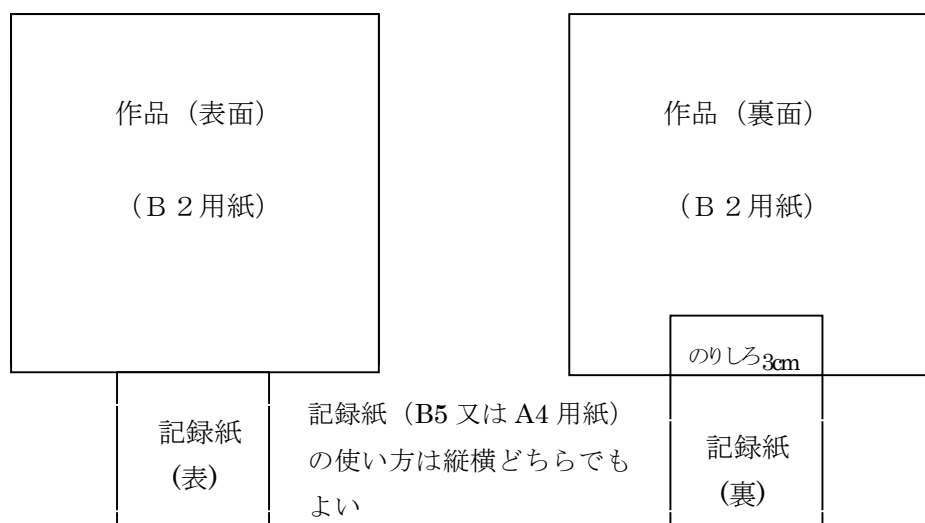 作品（表面）
（Ｂ２用紙）
記録紙
(表)
記録紙（B5 又は A4 用紙）
の使い方は縦横どちらでも
よい
作品（裏面）
（Ｂ２用紙）
のりしろ3cm
記録紙
(裏)